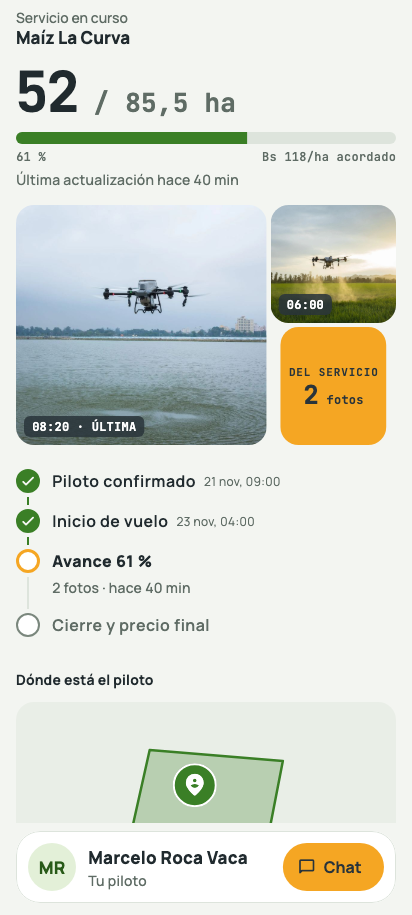 Servicio en curso
Maíz La Curva
52 / 85,5 ha
61 %
Bs 118/ha acordado
Última actualización hace 40 min
06:00
08:20 · ÚLTIMA
DEL SERVICIO
2 fotos
Piloto confirmado 21 nov, 09:00
Inicio de vuelo 23 nov, 04:00
Avance 61 %
2 fotos · hace 40 min
Cierre y precio final
Dónde está el piloto
MR
Marcelo Roca Vaca
Tu piloto
Chat